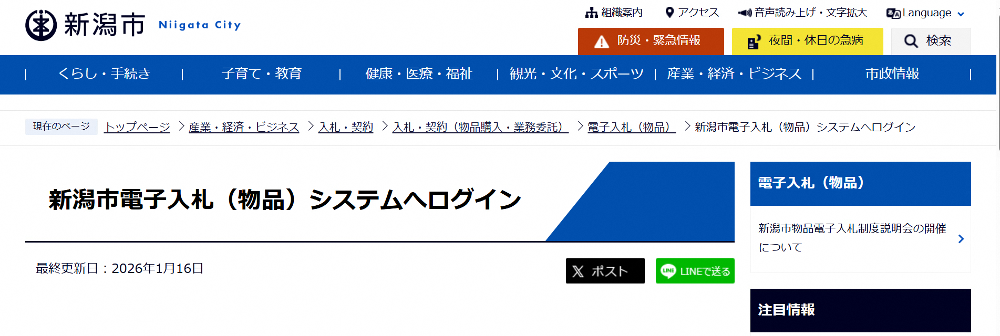 新潟市 Niigata City
組織案内 アクセス 音声読み上げ・文字拡大 Language
防災・緊急情報 夜間・休日の急病 検索
くらし・手続き 子育て・教育 健康・医療・福祉 観光・文化・スポーツ 産業・経済・ビジネス 市政情報
現在のページ トップページ 産業・経済・ビジネス 入札・契約 入札・契約（物品購入・業務委託） 電子入札（物品） 新潟市電子入札（物品）システムへログイン
新潟市電子入札（物品）システムへログイン
最終更新日：2026年1月16日
X ポスト
LINE LINEで送る
電子入札（物品）
新潟市物品電子入札制度説明会の開催
について
注目情報